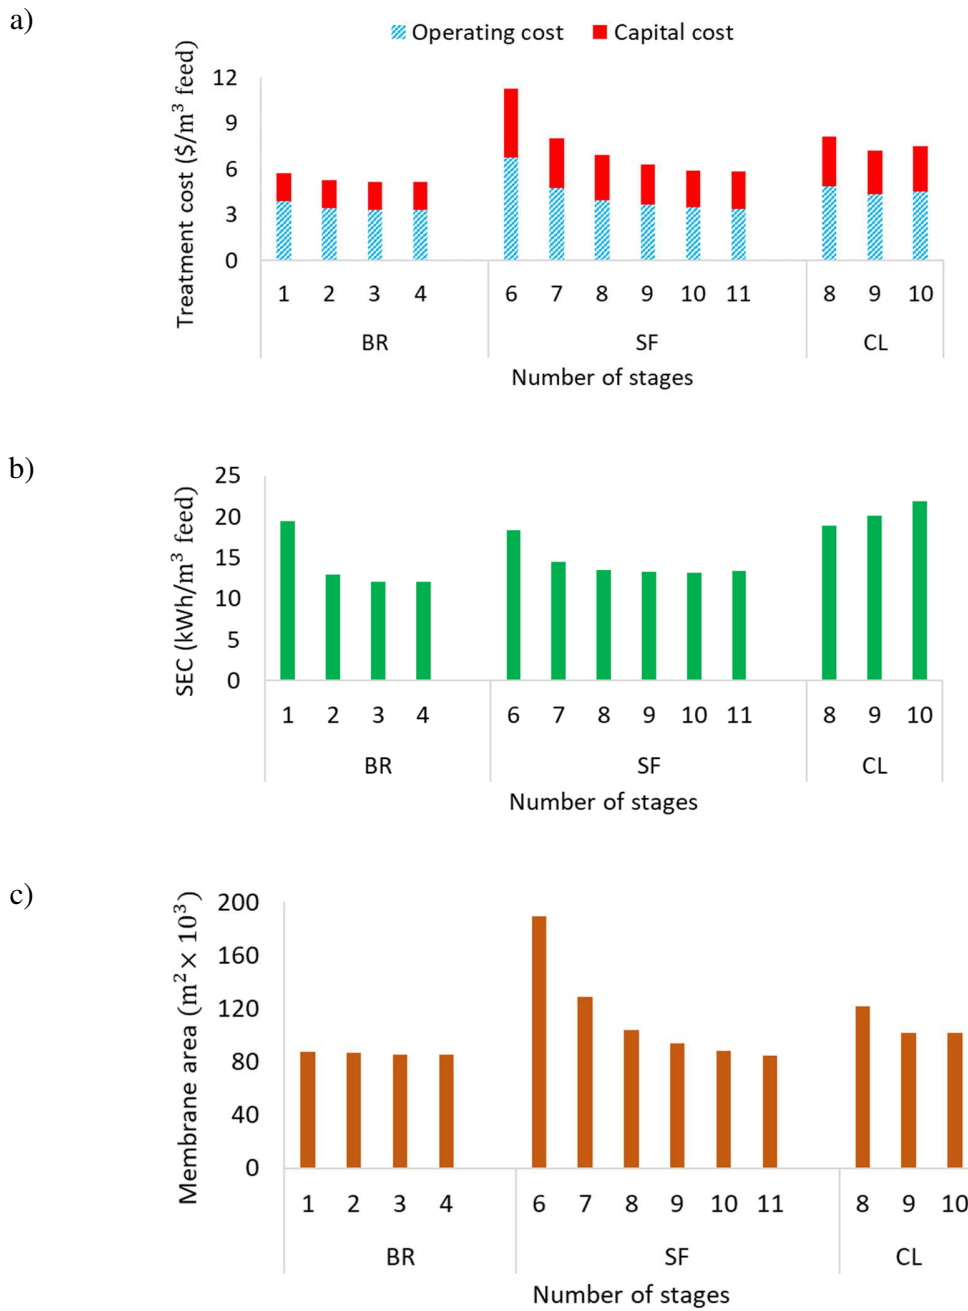 a)
Operating cost Capital cost
Treatment cost ($/m³ feed)
12
9
6
3
0
1 2 3 4 6 7 8 9 10 11 8 9 10
BR SF CL
Number of stages
b)
SEC (kWh/m³ feed)
25
20
15
10
5
0
1 2 3 4 6 7 8 9 10 11 8 9 10
BR SF CL
Number of stages
c)
Membrane area (m² × 10³)
200
160
120
80
40
0
1 2 3 4 6 7 8 9 10 11 8 9 10
BR SF CL
Number of stages